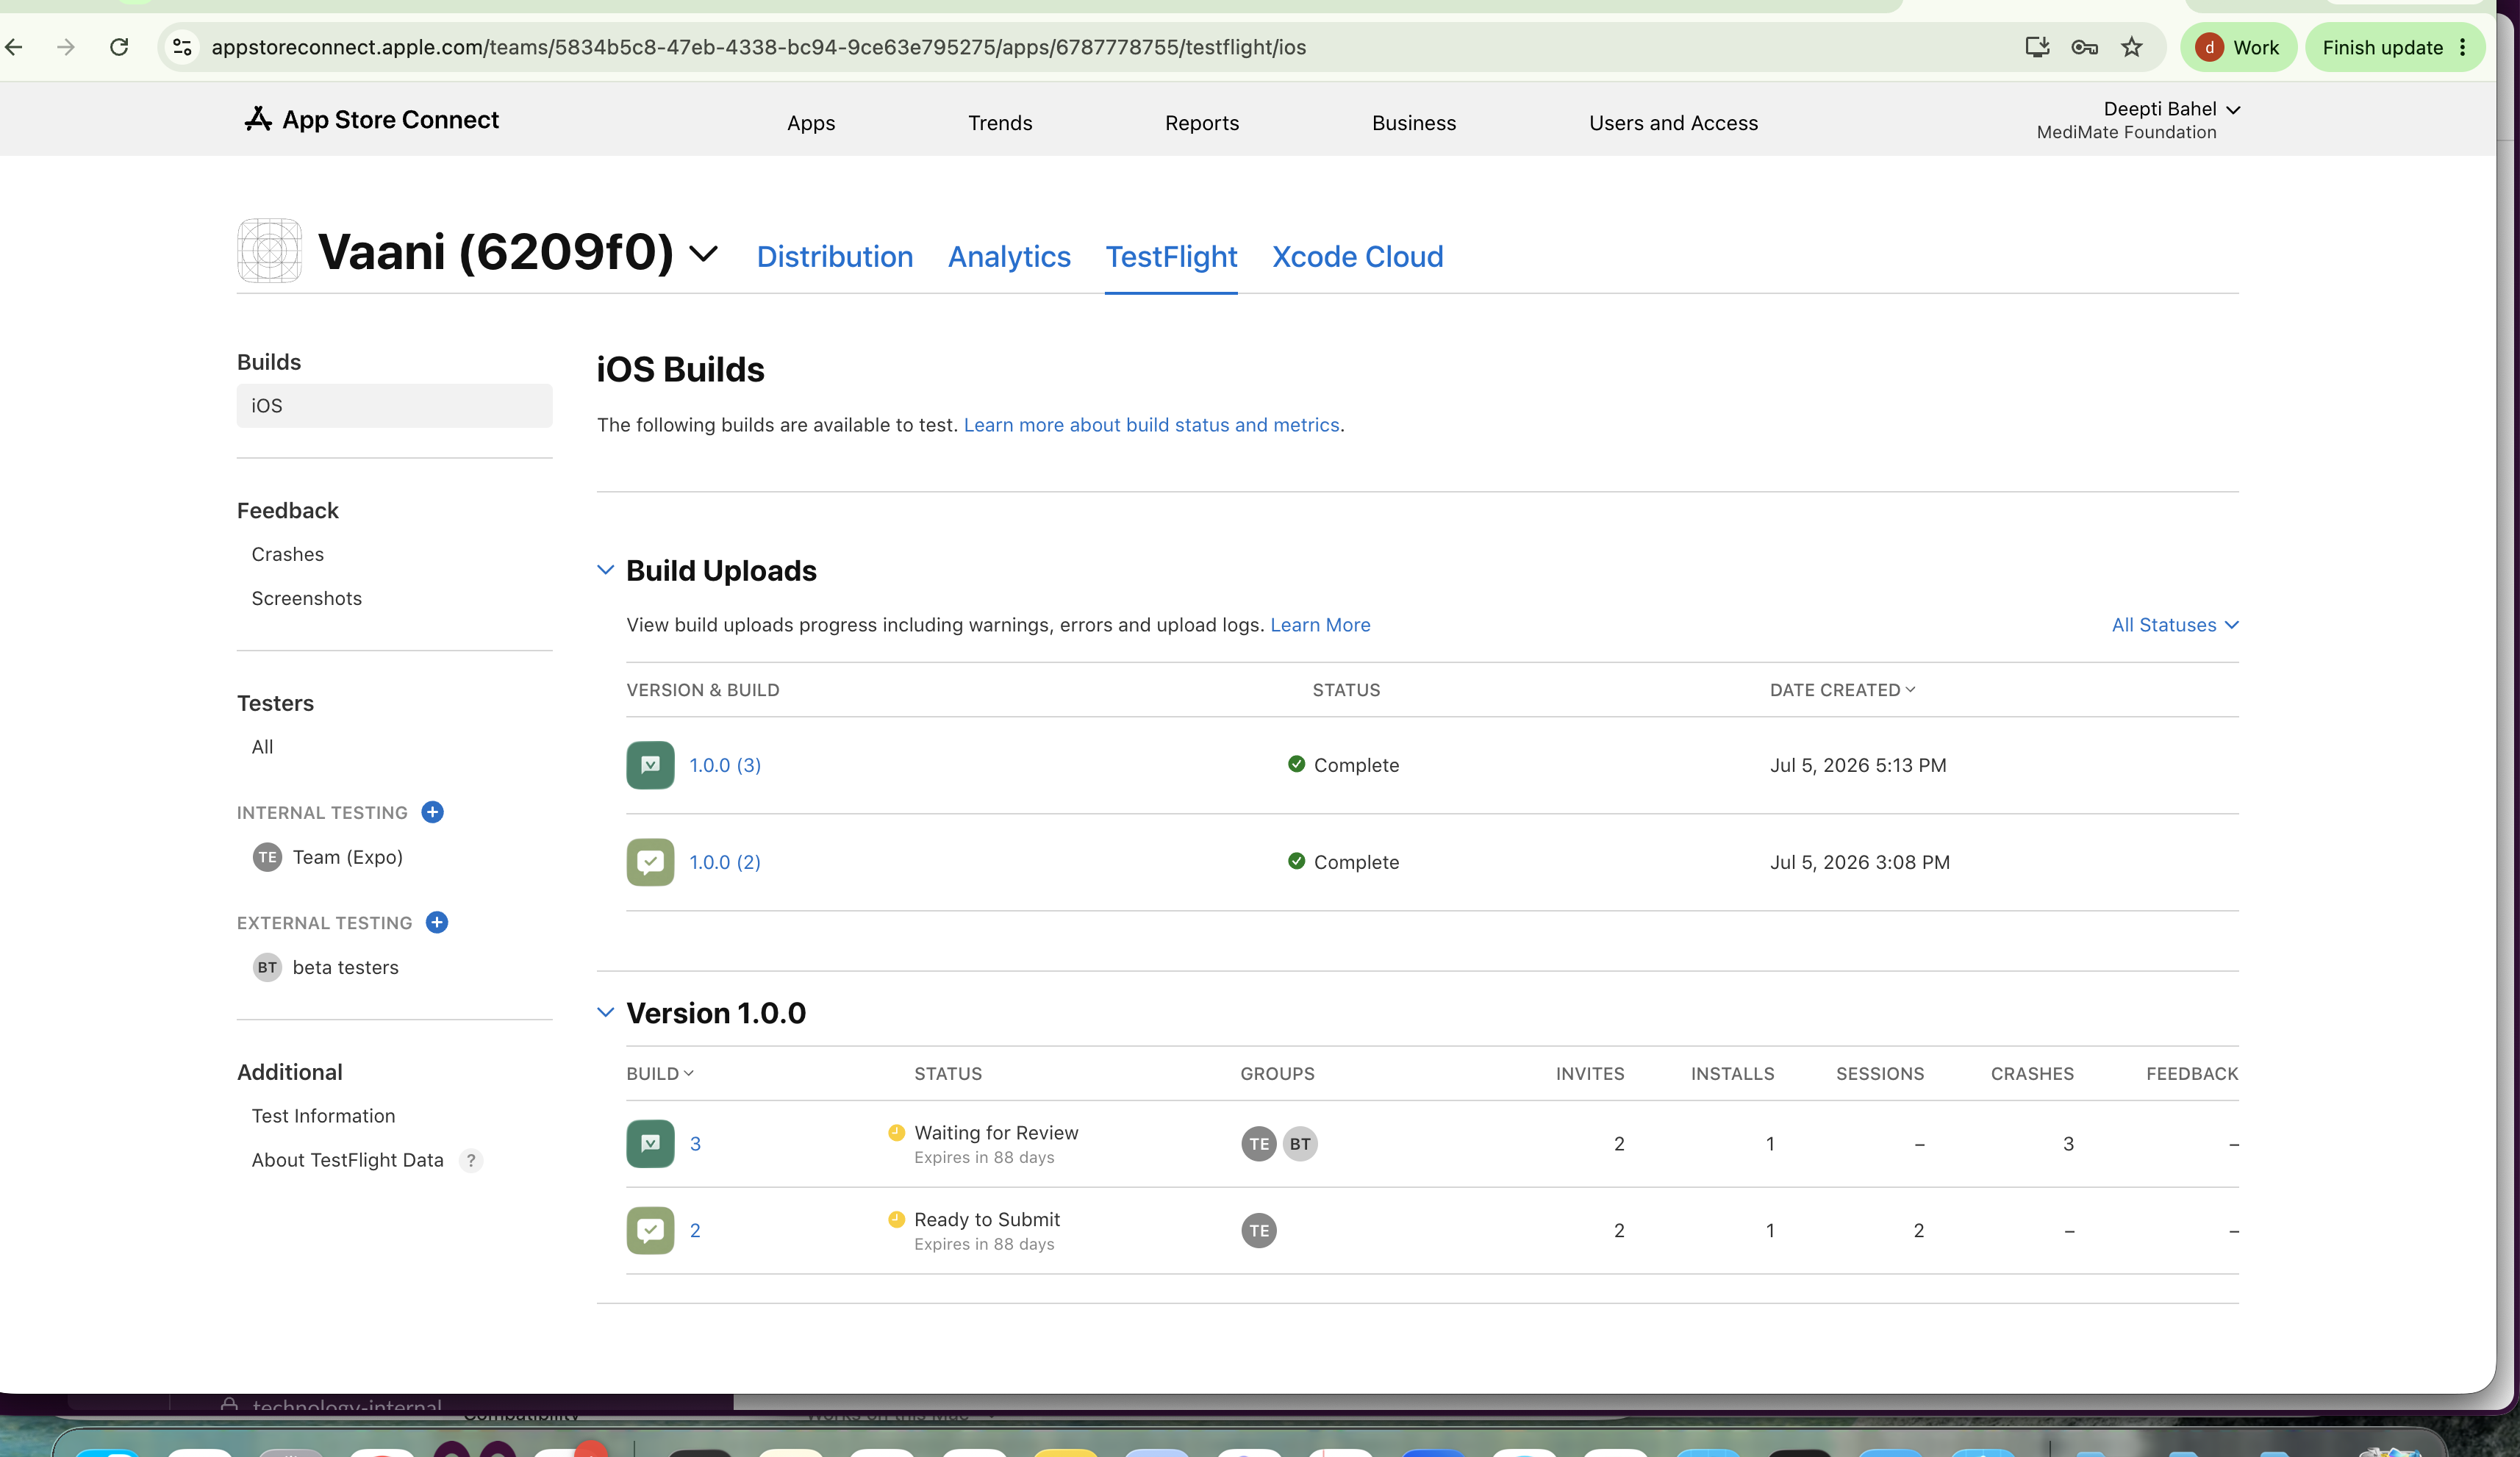 appstoreconnect.apple.com/teams/5834b5c8-47eb-4338-bc94-9ce63e795275/apps/6787778755/testflight/ios
d Work
Finish update
App Store Connect
Apps
Trends
Reports
Business
Users and Access
Deepti Bahel
MediMate Foundation
Vaani (6209f0)
Distribution
Analytics
TestFlight
Xcode Cloud
Builds
iOS
Feedback
Crashes
Screenshots
Testers
All
INTERNAL TESTING
TE Team (Expo)
EXTERNAL TESTING
BT beta testers
Additional
Test Information
About TestFlight Data ?
iOS Builds
The following builds are available to test. Learn more about build status and metrics.
Build Uploads
View build uploads progress including warnings, errors and upload logs. Learn More
All Statuses
VERSION & BUILD STATUS DATE CREATED
1.0.0 (3) Complete Jul 5, 2026 5:13 PM
1.0.0 (2) Complete Jul 5, 2026 3:08 PM
Version 1.0.0
BUILD STATUS GROUPS INVITES INSTALLS SESSIONS CRASHES FEEDBACK
3 Waiting for Review TE BT 2 1 – 3 –
Expires in 88 days
2 Ready to Submit TE 2 1 2 – –
Expires in 88 days
technology-internal
Compatibility
Works on this Mac